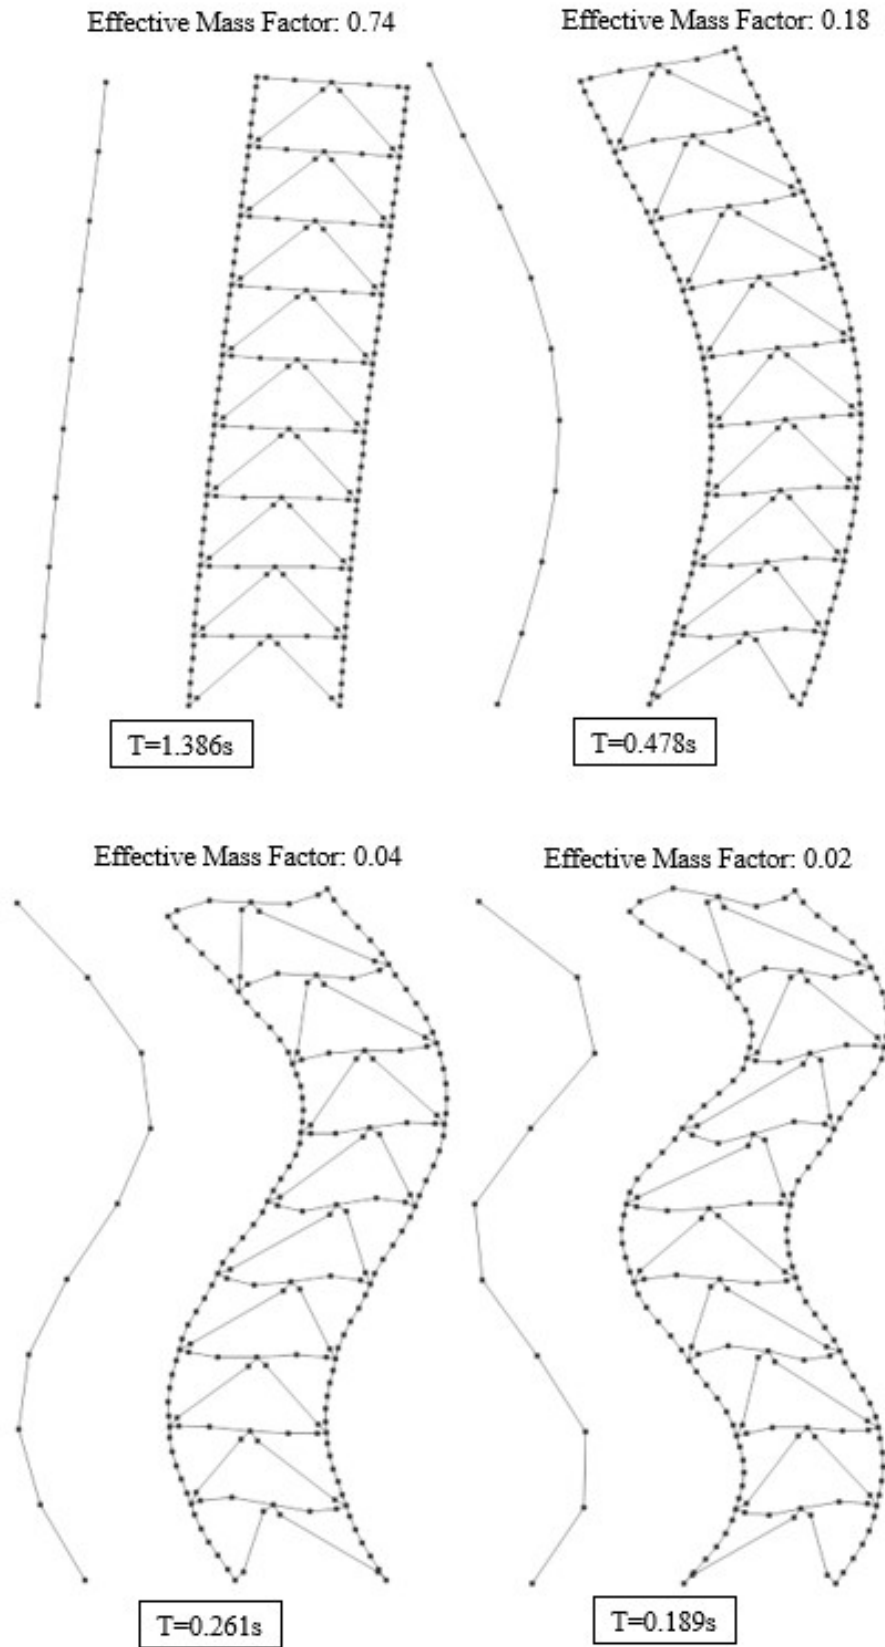 Effective Mass Factor: 0.74
Effective Mass Factor: 0.18
T=1.386s
T=0.478s
Effective Mass Factor: 0.04
Effective Mass Factor: 0.02
T=0.261s
T=0.189s